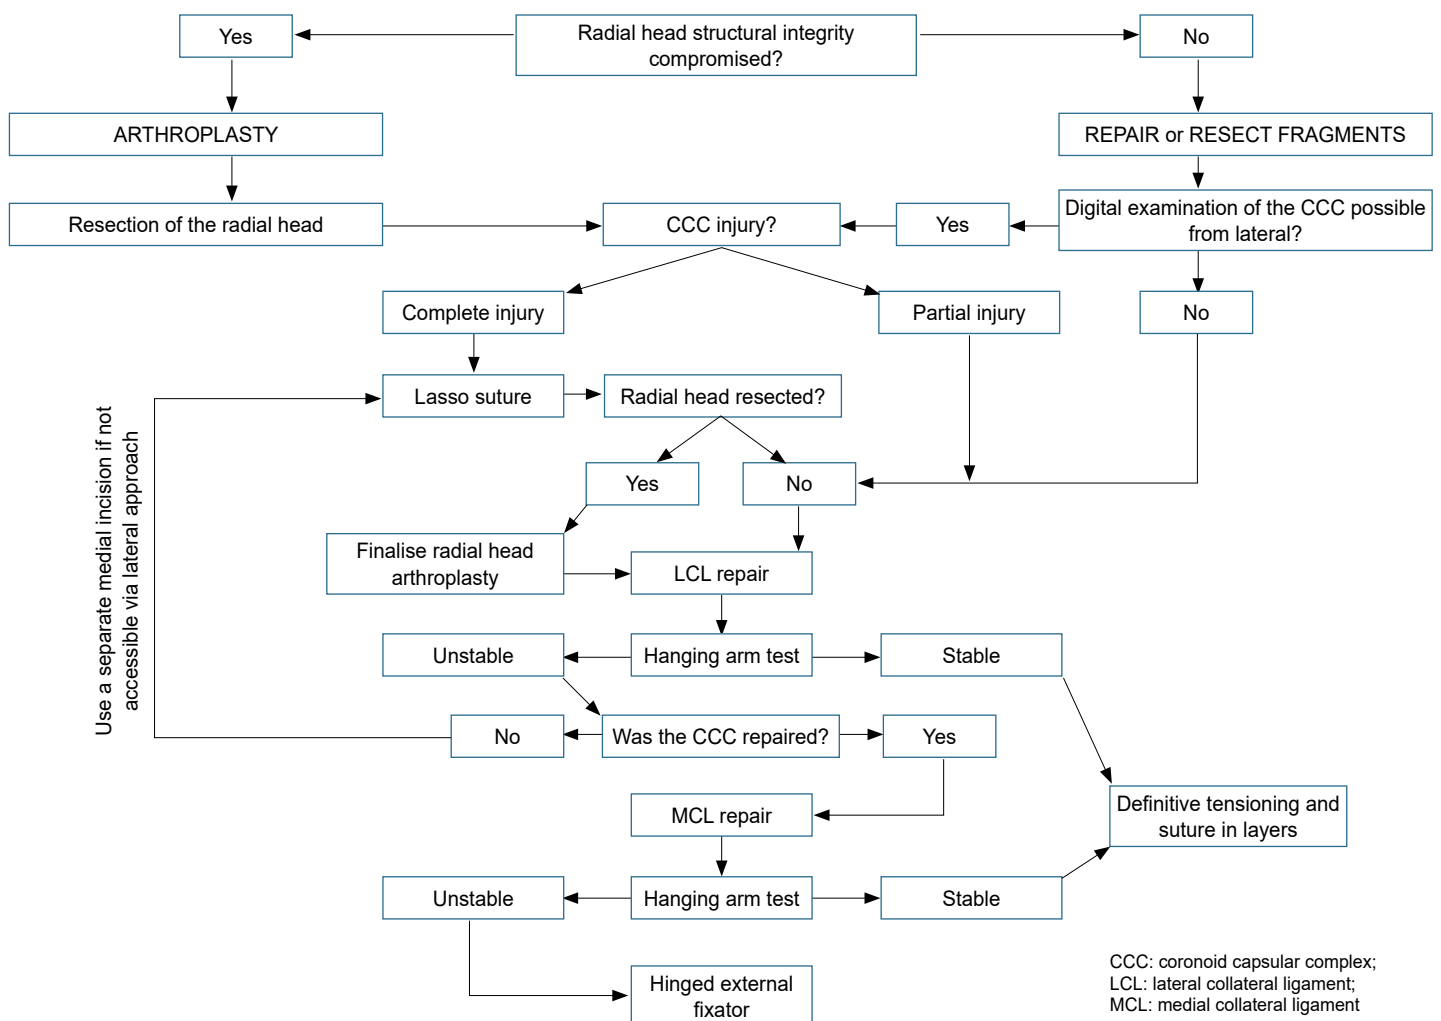 Yes
Radial head structural integrity
compromised?
No
ARTHROPLASTY
REPAIR or RESECT FRAGMENTS
Resection of the radial head
CCC injury?
Yes
Digital examination of the CCC possible
from lateral?
Complete injury
Partial injury
No
Lasso suture
Radial head resected?
Use a separate medial incision if not
accessible via lateral approach
Yes
No
Finalise radial head
arthroplasty
LCL repair
Unstable
Hanging arm test
Stable
No
Was the CCC repaired?
Yes
MCL repair
Definitive tensioning and
suture in layers
Unstable
Hanging arm test
Stable
Hinged external
fixator
CCC: coronoid capsular complex;
LCL: lateral collateral ligament;
MCL: medial collateral ligament